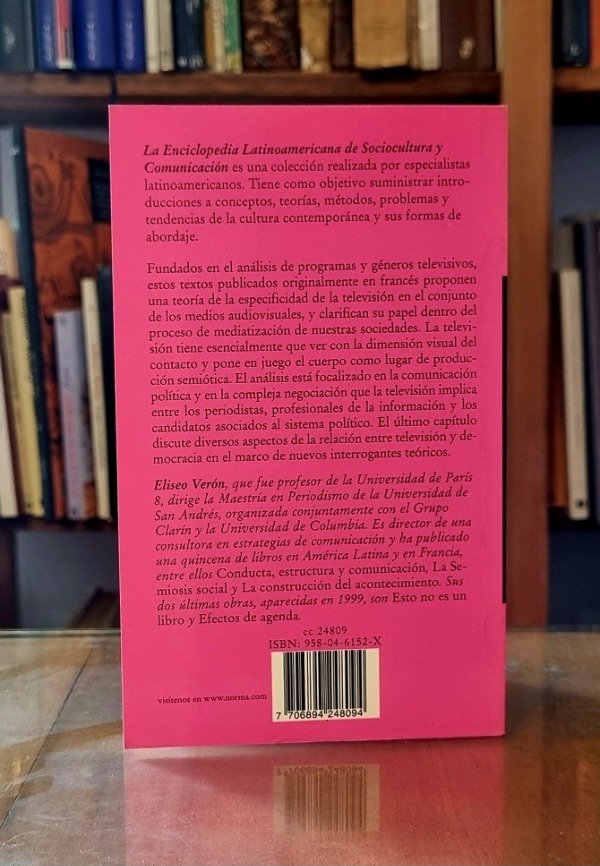 La Enciclopedia Latinoamericana de Sociocultura y
Comunicación es una colección realizada por especialistas
latinoamericanos. Tiene como objetivo suministrar intro-
ducciones a conceptos, teorías, métodos, problemas y
tendencias de la cultura contemporánea y sus formas de
abordaje.
Fundados en el análisis de programas y géneros televisivos,
estos textos publicados originalmente en francés proponen
una teoría de la especificidad de la televisión en el conjunto
de los medios audiovisuales, y clarifican su papel dentro del
proceso de mediatización de nuestras sociedades. La televi-
sión tiene esencialmente que ver con la dimensión visual del
contacto y pone en juego el cuerpo como lugar de produc-
ción semiótica. El análisis está focalizado en la comunicación
política y en la compleja negociación que la televisión implica
entre los periodistas, profesionales de la información y los
candidatos asociados al sistema político. El último capítulo
discute diversos aspectos de la relación entre televisión y de-
mocracia en el marco de nuevos interrogantes teóricos.
Eliseo Verón, que fue profesor de la Universidad de París
8, dirige la Maestría en Periodismo de la Universidad de
San Andrés, organizada conjuntamente con el Grupo
Clarín y la Universidad de Columbia. Es director de una
consultora en estrategias de comunicación y ha publicado
una quincena de libros en América Latina y en Francia,
entre ellos Conducta, estructura y comunicación, La Se-
miosis social y La construcción del acontecimiento. Sus
dos últimas obras, aparecidas en 1999, son Esto no es un
libro y Efectos de agenda.
cc 24809
ISBN: 958-04-6152-X
visítenos en www.norma.com
7 706894 248094